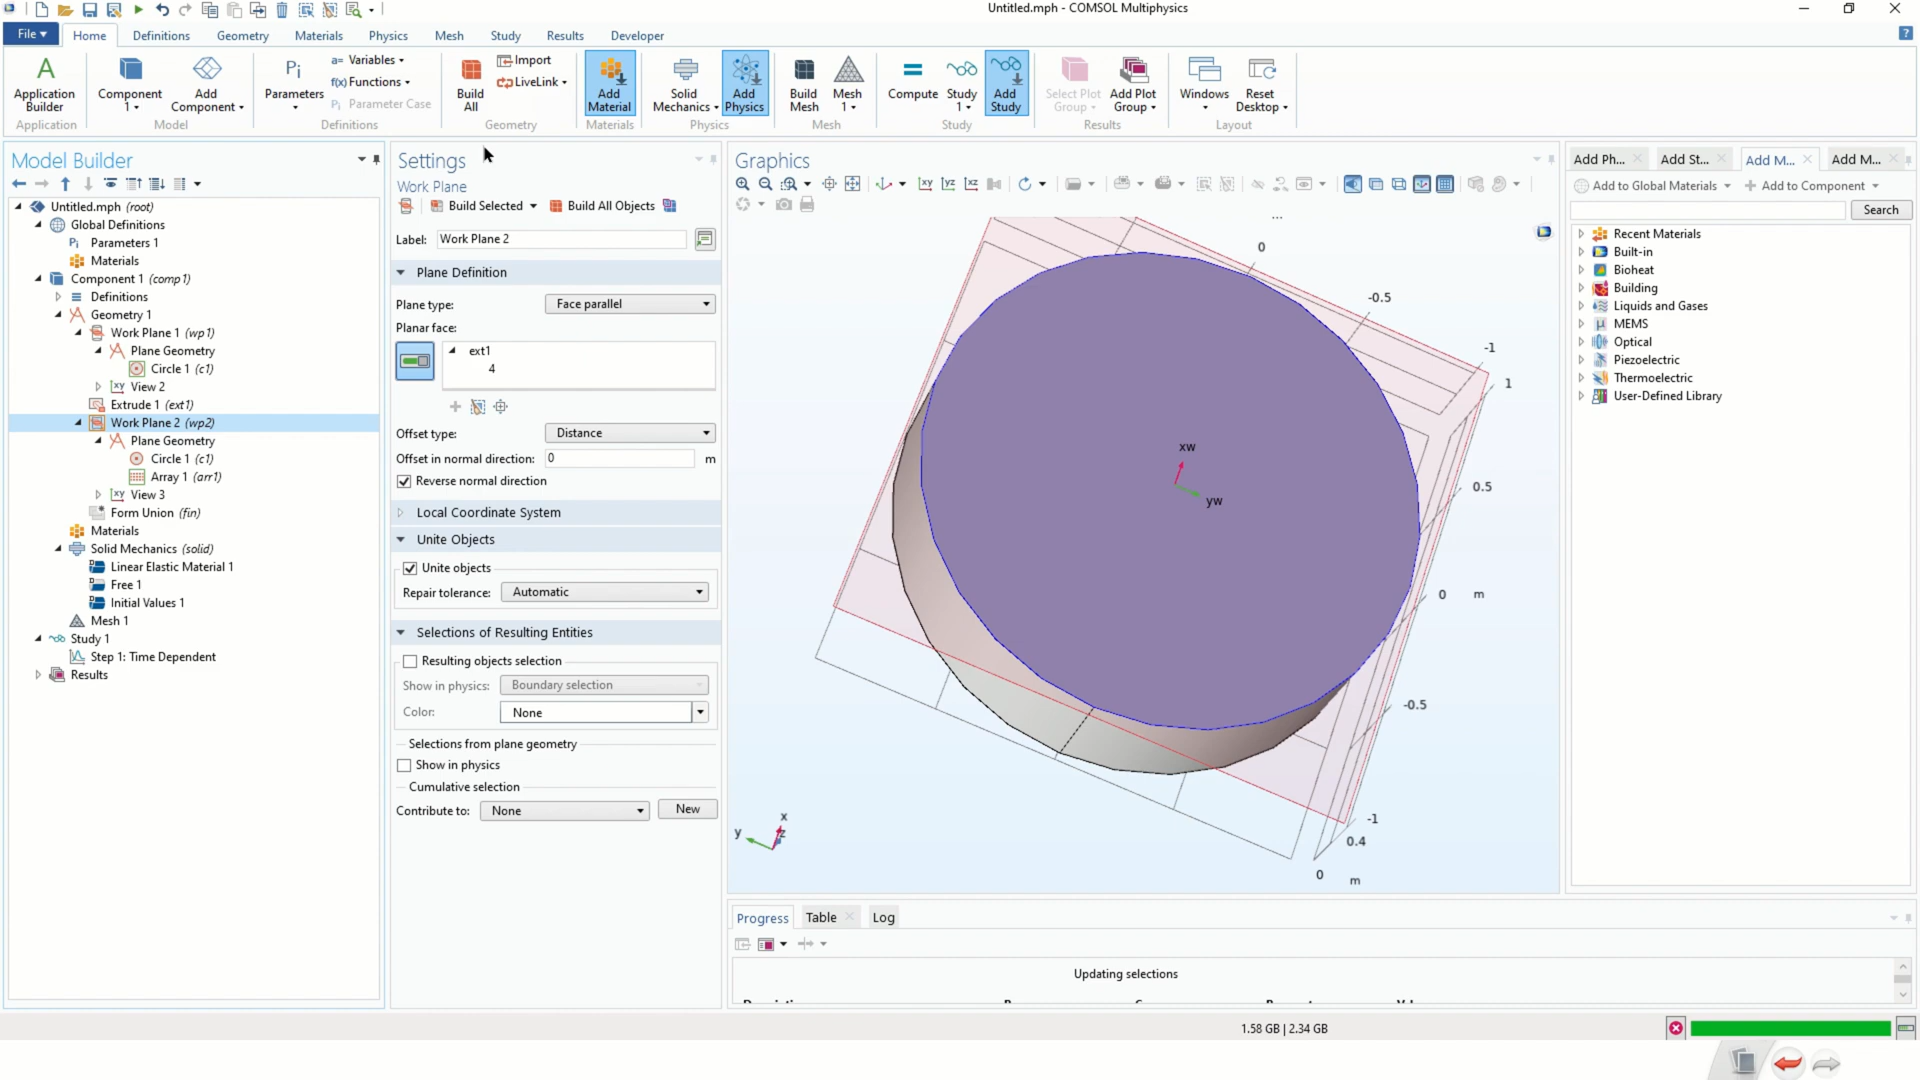 Untitled.mph - COMSOL Multiphysics
File Home Definitions Geometry Materials Physics Mesh Study Results Developer
Application Builder
Component 1
Add Component
Parameters
a= Variables
f(x) Functions
Pi Parameter Case
Build All
Import
LiveLink
Add Material
Solid Mechanics
Add Physics
Build Mesh
Mesh 1
Compute
Study 1
Add Study
Select Plot Group
Add Plot Group
Windows
Reset Desktop
Application Model Definitions Geometry Materials Physics Mesh Study Results Layout
Model Builder
Untitled.mph (root)
Global Definitions
Pi Parameters 1
Materials
Component 1 (comp1)
Definitions
Geometry 1
Work Plane 1 (wp1)
Plane Geometry
Circle 1 (c1)
xy View 2
Extrude 1 (ext1)
Work Plane 2 (wp2)
Plane Geometry
Circle 1 (c1)
Array 1 (arr1)
xy View 3
Form Union (fin)
Materials
Solid Mechanics (solid)
Linear Elastic Material 1
Free 1
Initial Values 1
Mesh 1
Study 1
Step 1: Time Dependent
Results
Settings
Work Plane
Build Selected Build All Objects
Label: Work Plane 2
Plane Definition
Plane type: Face parallel
Planar face:
ext1
4
Offset type: Distance
Offset in normal direction: 0 m
Reverse normal direction
Local Coordinate System
Unite Objects
Unite objects
Repair tolerance: Automatic
Selections of Resulting Entities
Resulting objects selection
Show in physics: Boundary selection
Color: None
Selections from plane geometry
Show in physics
Cumulative selection
Contribute to: None New
Graphics
xy yz xz
...
0
-0.5
-1
1
xw
yw
0.5
0 m
-0.5
-1
0.4
0 m
x
y z
Progress Table Log
Updating selections
Add Ph... Add St... Add M... Add M...
Add to Global Materials + Add to Component
Search
Recent Materials
Built-in
Bioheat
Building
Liquids and Gases
MEMS
Optical
Piezoelectric
Thermoelectric
User-Defined Library
1.58 GB | 2.34 GB